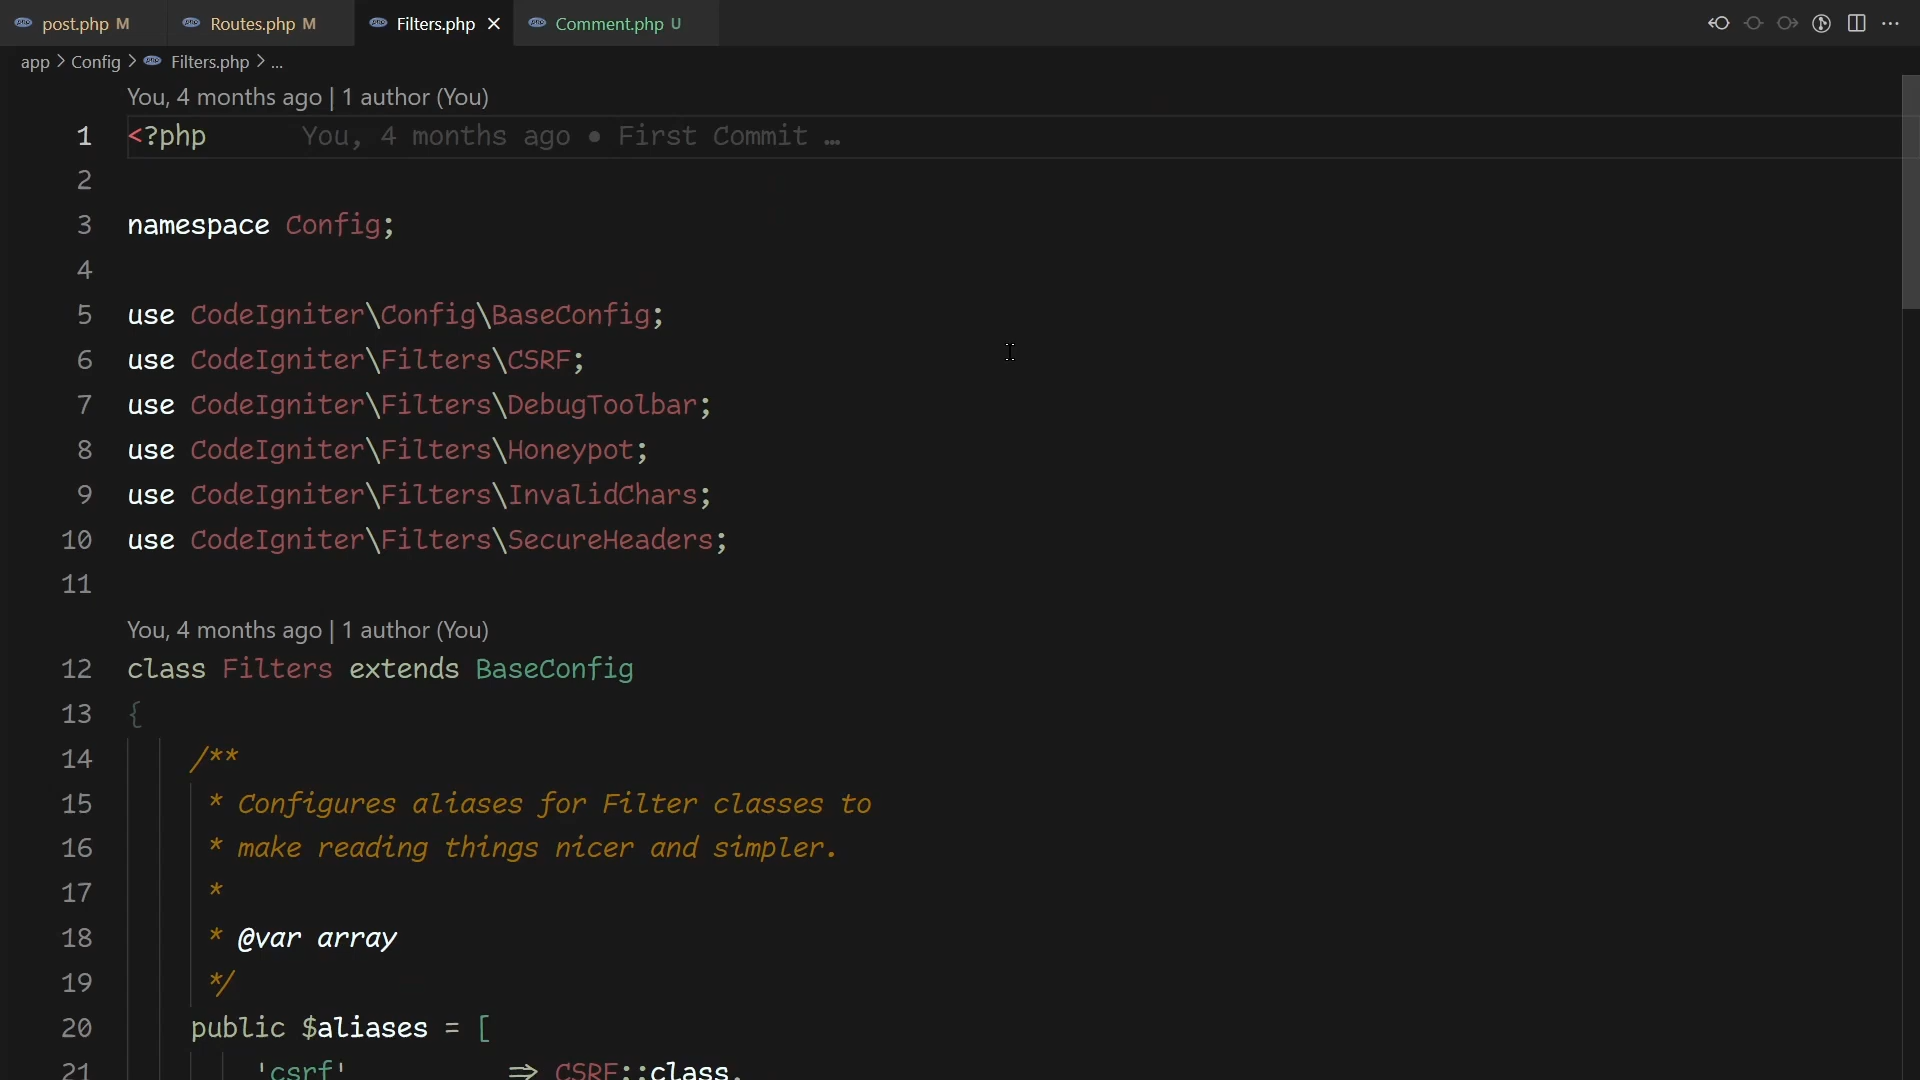 post.php M Routes.php M Filters.php × Comment.php U
app > Config > Filters.php > ...
You, 4 months ago | 1 author (You)
1 <?php You, 4 months ago • First Commit …
2
3 namespace Config;
4
5 use CodeIgniter\Config\BaseConfig;
6 use CodeIgniter\Filters\CSRF;
7 use CodeIgniter\Filters\DebugToolbar;
8 use CodeIgniter\Filters\Honeypot;
9 use CodeIgniter\Filters\InvalidChars;
10 use CodeIgniter\Filters\SecureHeaders;
11
You, 4 months ago | 1 author (You)
12 class Filters extends BaseConfig
13 {
14 /**
15 * Configures aliases for Filter classes to
16 * make reading things nicer and simpler.
17 *
18 * @var array
19 */
20 public $aliases = [
21 'csrf' => CSRF::class,